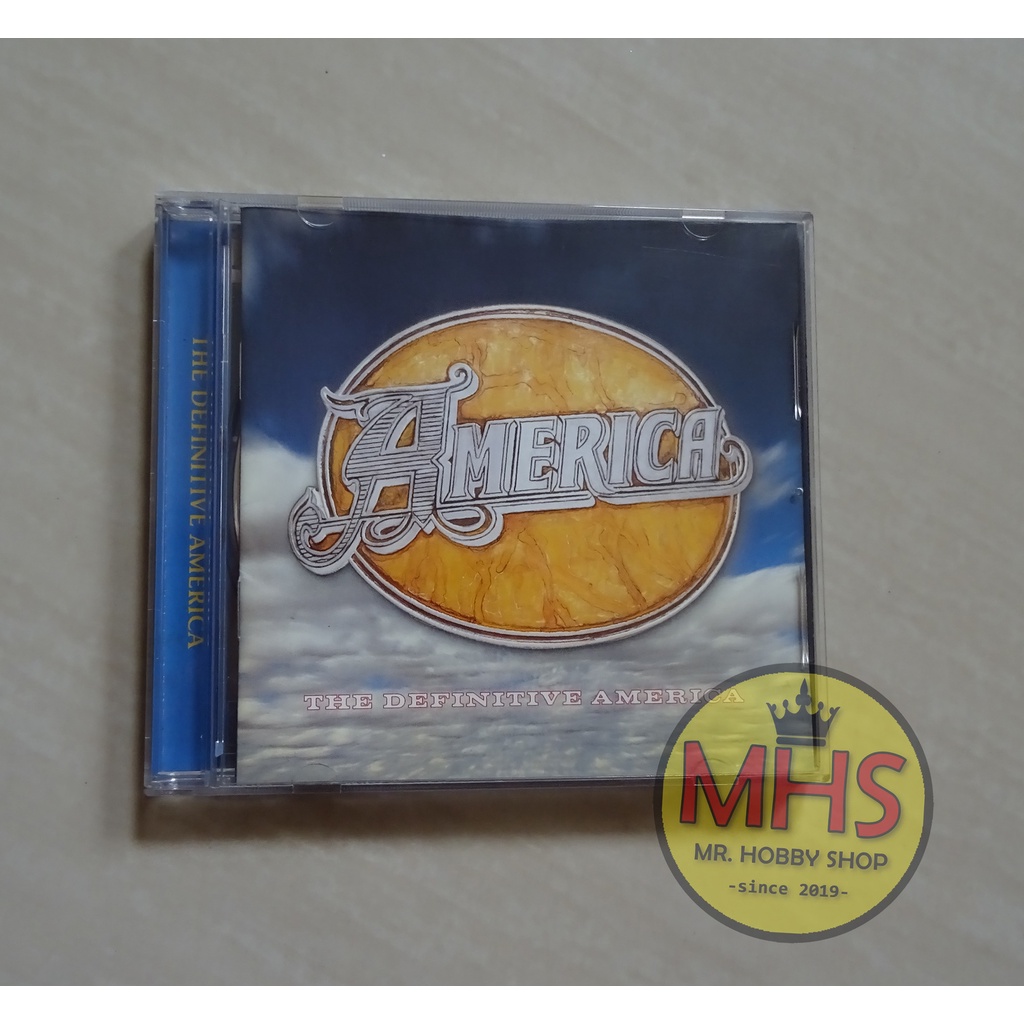 THE DEFINITIVE AMERICA
AMERICA
THE DEFINITIVE AMERICA
MHS
MR. HOBBY SHOP
-since 2019-